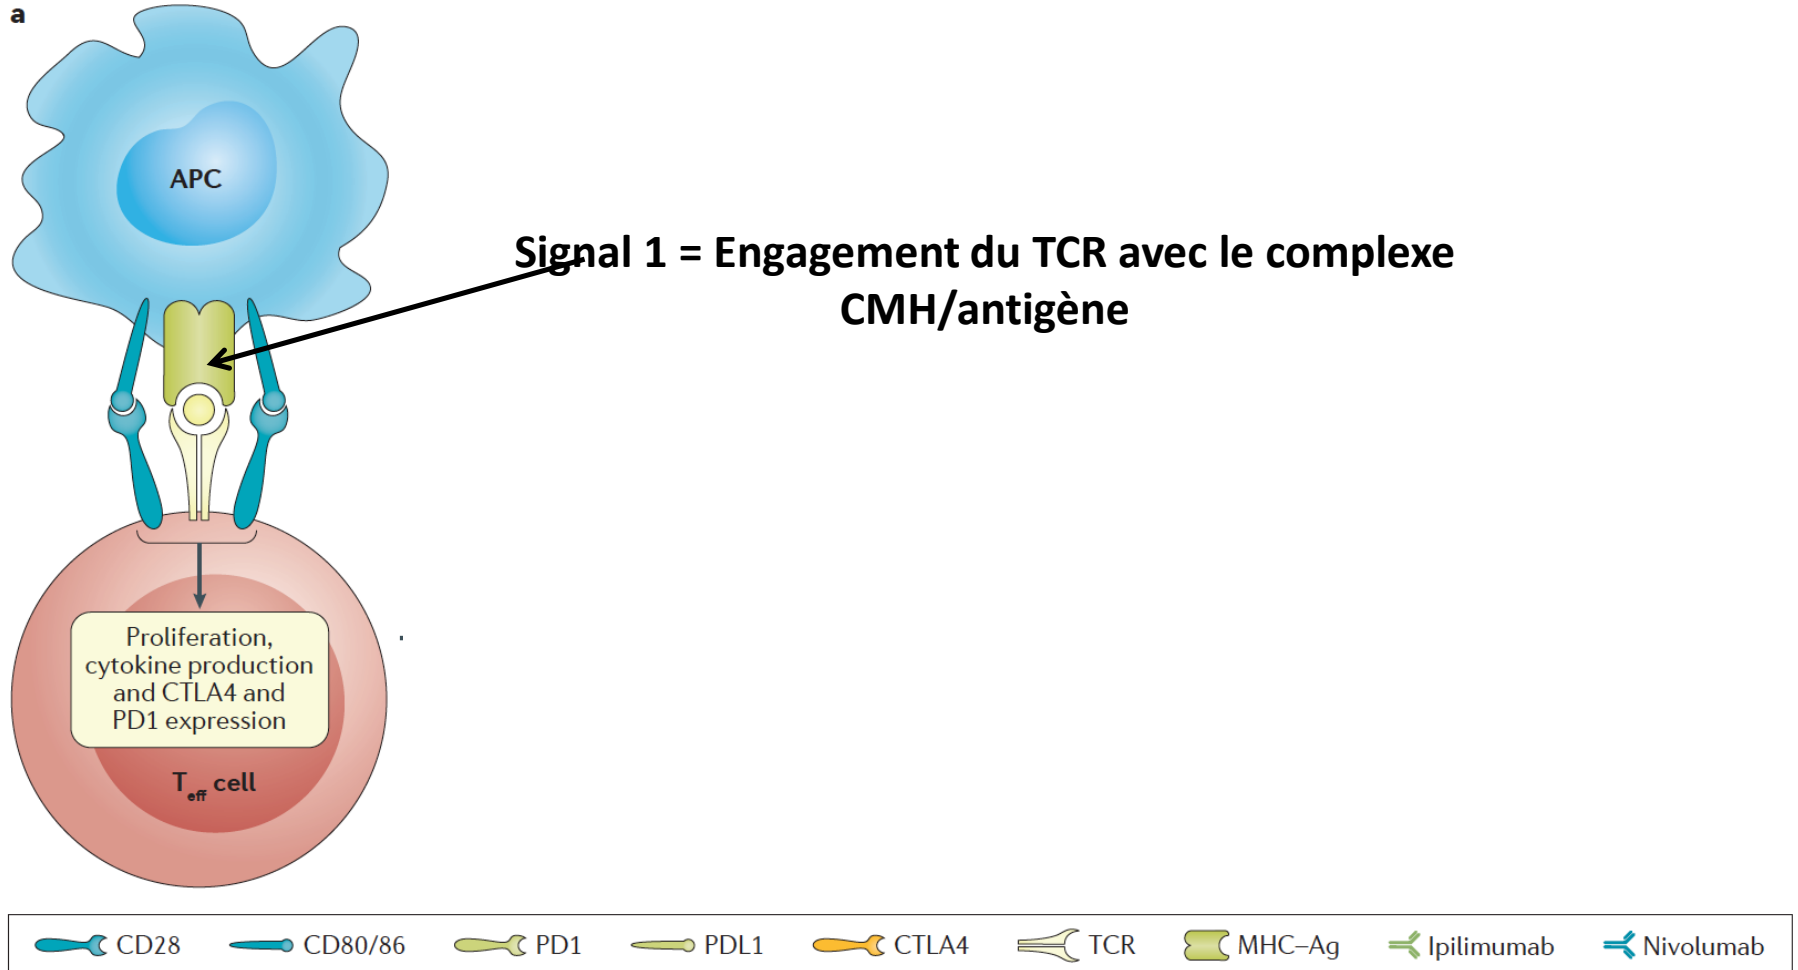 a
APC
Signal 1 = Engagement du TCR avec le complexe
CMH/antigène
Proliferation,
cytokine production
and CTLA4 and
PD1 expression
Teff cell
CD28 CD80/86 PD1 PDL1 CTLA4 TCR MHC–Ag Ipilimumab Nivolumab